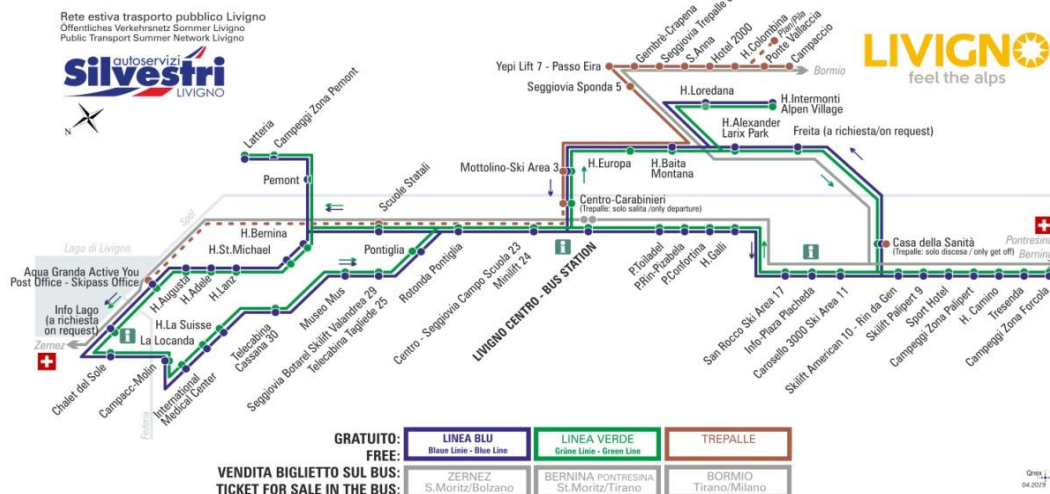 Rete estiva trasporto pubblico Livigno
Öffentliches Verkehrsnetz Sommer Livigno
Public Transport Summer Network Livigno
autoservizi
Silvestri
LIVIGNO
N
LIVIGNO
feel the alps
Gembrè-Crapena
Seggiovia Trepalle
S.Anna
Hotel 2000
H.Colombina
Plan/Pila
Ponte Vallaccia
Campaccio
Yepi Lift 7 - Passo Eira
Bormio
Seggiovia Sponda 5
H.Loredana
H.Intermonti
Alpen Village
H.Alexander
Larix Park
Freita (a richiesta/on request)
Latteria
Campeggi Zona Pemont
Pemont
Scuole Statali
Mottolino-Ski Area 3
H.Europa
H.Baita
Montana
Centro-Carabinieri
(Trepalle: solo salita /only departure)
Spöl
Lago di Livigno
H.Bernina
H.St.Michael
Pontiglia
Casa della Sanità
(Trepalle: solo discesa / only get off)
Pontresina
Bernina
Aqua Granda Active You
Post Office - Skipass Office
Info Lago
(a richiesta
on request)
Zernez
H.Augusta
H.Adele
H.Lanz
H.La Suisse
La Locanda
Chalet del Sole
Campacc-Molin
Federia
International
Medical Center
Telecabina
Cassana 30
Museo Mus
Seggiovia Botarel Skilift Valandrea 29
Telecabina Tagliede 25
Rotonda Pontiglia
Centro - Seggiovia Campo Scuola 23
Minilift 24
i
LIVIGNO CENTRO - BUS STATION
P.Toiladel
P.Rin-Pizabela
P.Confortina
H.Galli
San Rocco Ski Area 17
Info-Plaza Placheda
Carosello 3000 Ski Area 11
Skilift American 10 - Rin da Gen
Skilift Palipert 9
Sport Hotel
Campeggi Zona Palipert
H. Camino
Tresenda
Campeggi Zona Forcola
GRATUITO:
FREE:
LINEA BLU
Blaue Linie - Blue Line
LINEA VERDE
Grüne Linie - Green Line
TREPALLE
VENDITA BIGLIETTO SUL BUS:
TICKET FOR SALE IN THE BUS:
ZERNEZ
S.Moritz/Bolzano
BERNINA PONTRESINA
St.Moritz/Tirano
BORMIO
Tirano/Milano
04.2019